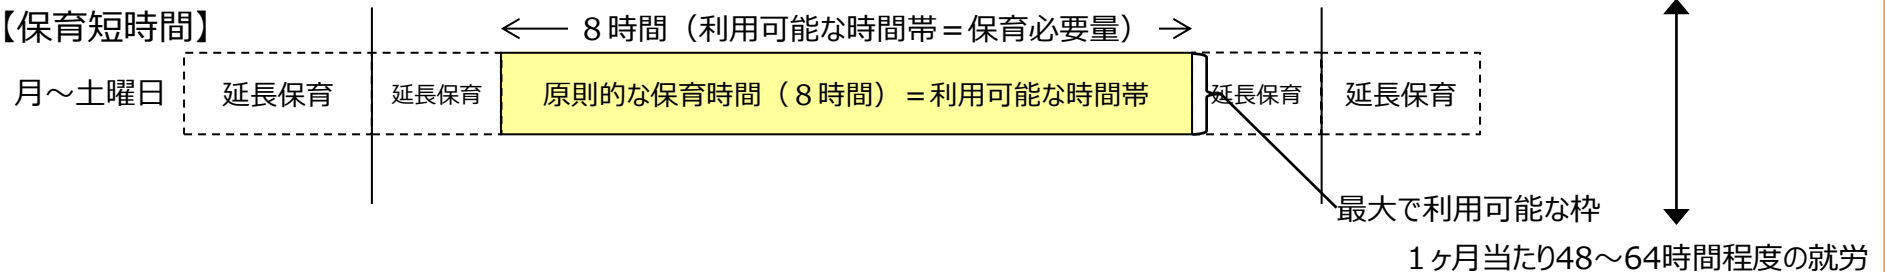 【保育短時間】
８時間（利用可能な時間帯＝保育必要量）
月～土曜日
延長保育
延長保育
原則的な保育時間（８時間）＝利用可能な時間帯
延長保育
延長保育
最大で利用可能な枠
１ヶ月当たり48～64時間程度の就労